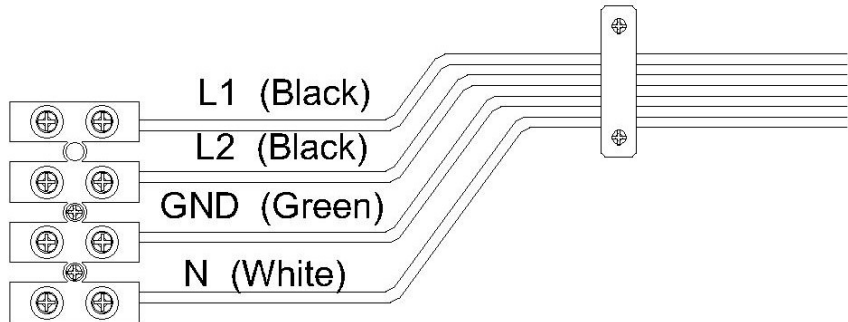 L1 (Black)
L2 (Black)
GND (Green)
N (White)